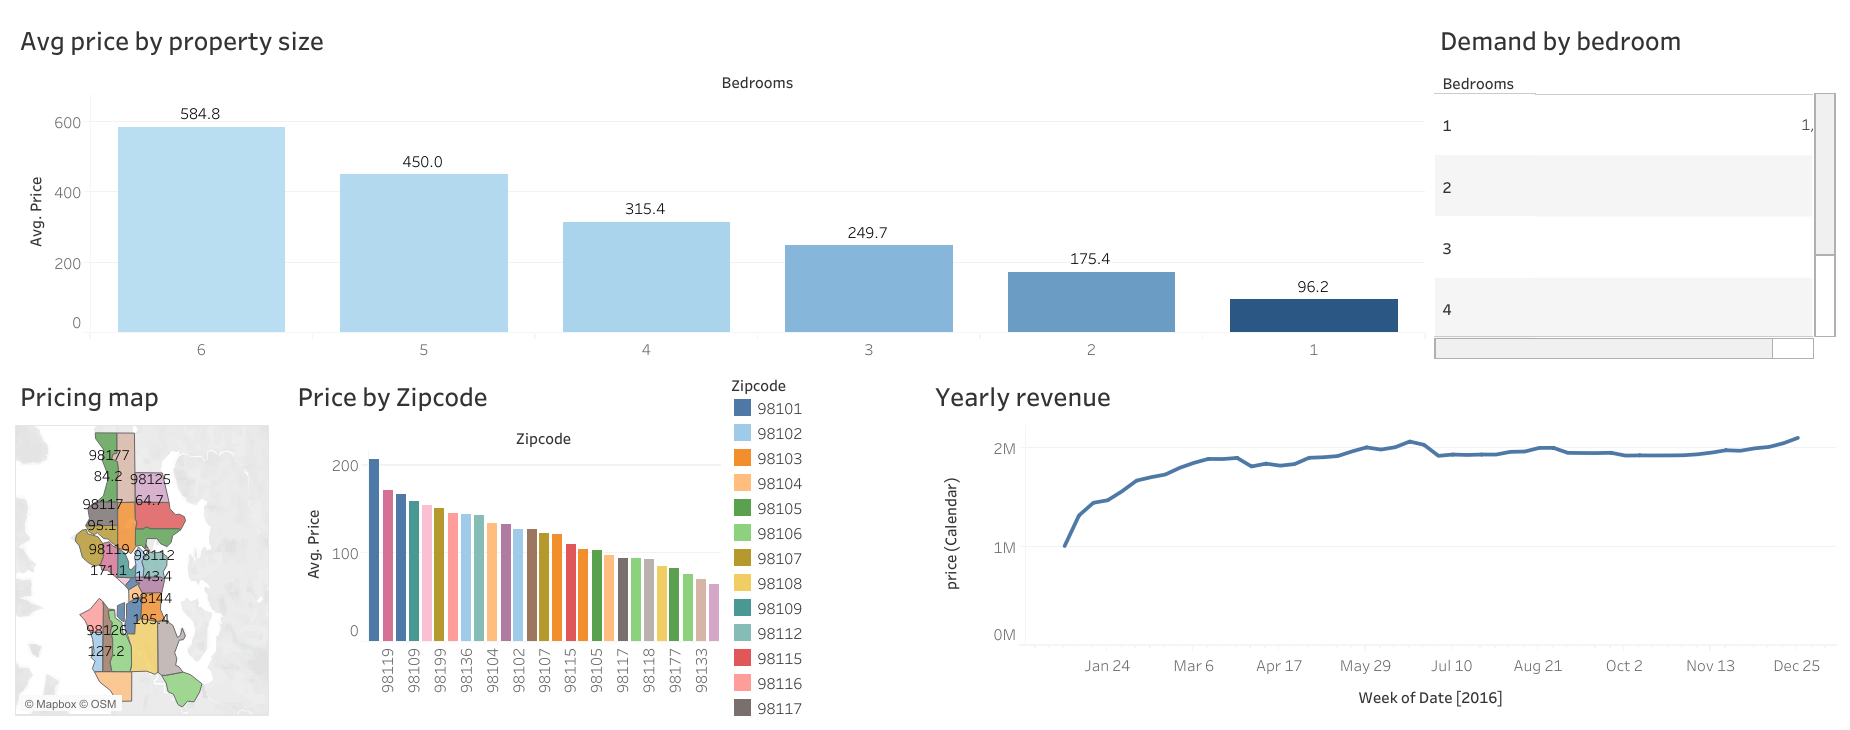 Avg price by property size
Bedrooms
Avg. Price
600
400
200
0
584.8
450.0
315.4
249.7
175.4
96.2
6
5
4
3
2
1
Demand by bedroom
Bedrooms
1
1,
2
3
4
Pricing map
98177
84.2
98125
64.7
98117
95.1
98119
171.1
98112
143.4
98144
105.4
98126
127.2
© Mapbox © OSM
Price by Zipcode
Zipcode
Avg. Price
200
100
0
98119
98109
98199
98136
98104
98102
98107
98115
98105
98117
98118
98177
98133
Zipcode
98101
98102
98103
98104
98105
98106
98107
98108
98109
98112
98115
98116
98117
Yearly revenue
price (Calendar)
2M
1M
0M
Jan 24
Mar 6
Apr 17
May 29
Jul 10
Aug 21
Oct 2
Nov 13
Dec 25
Week of Date [2016]